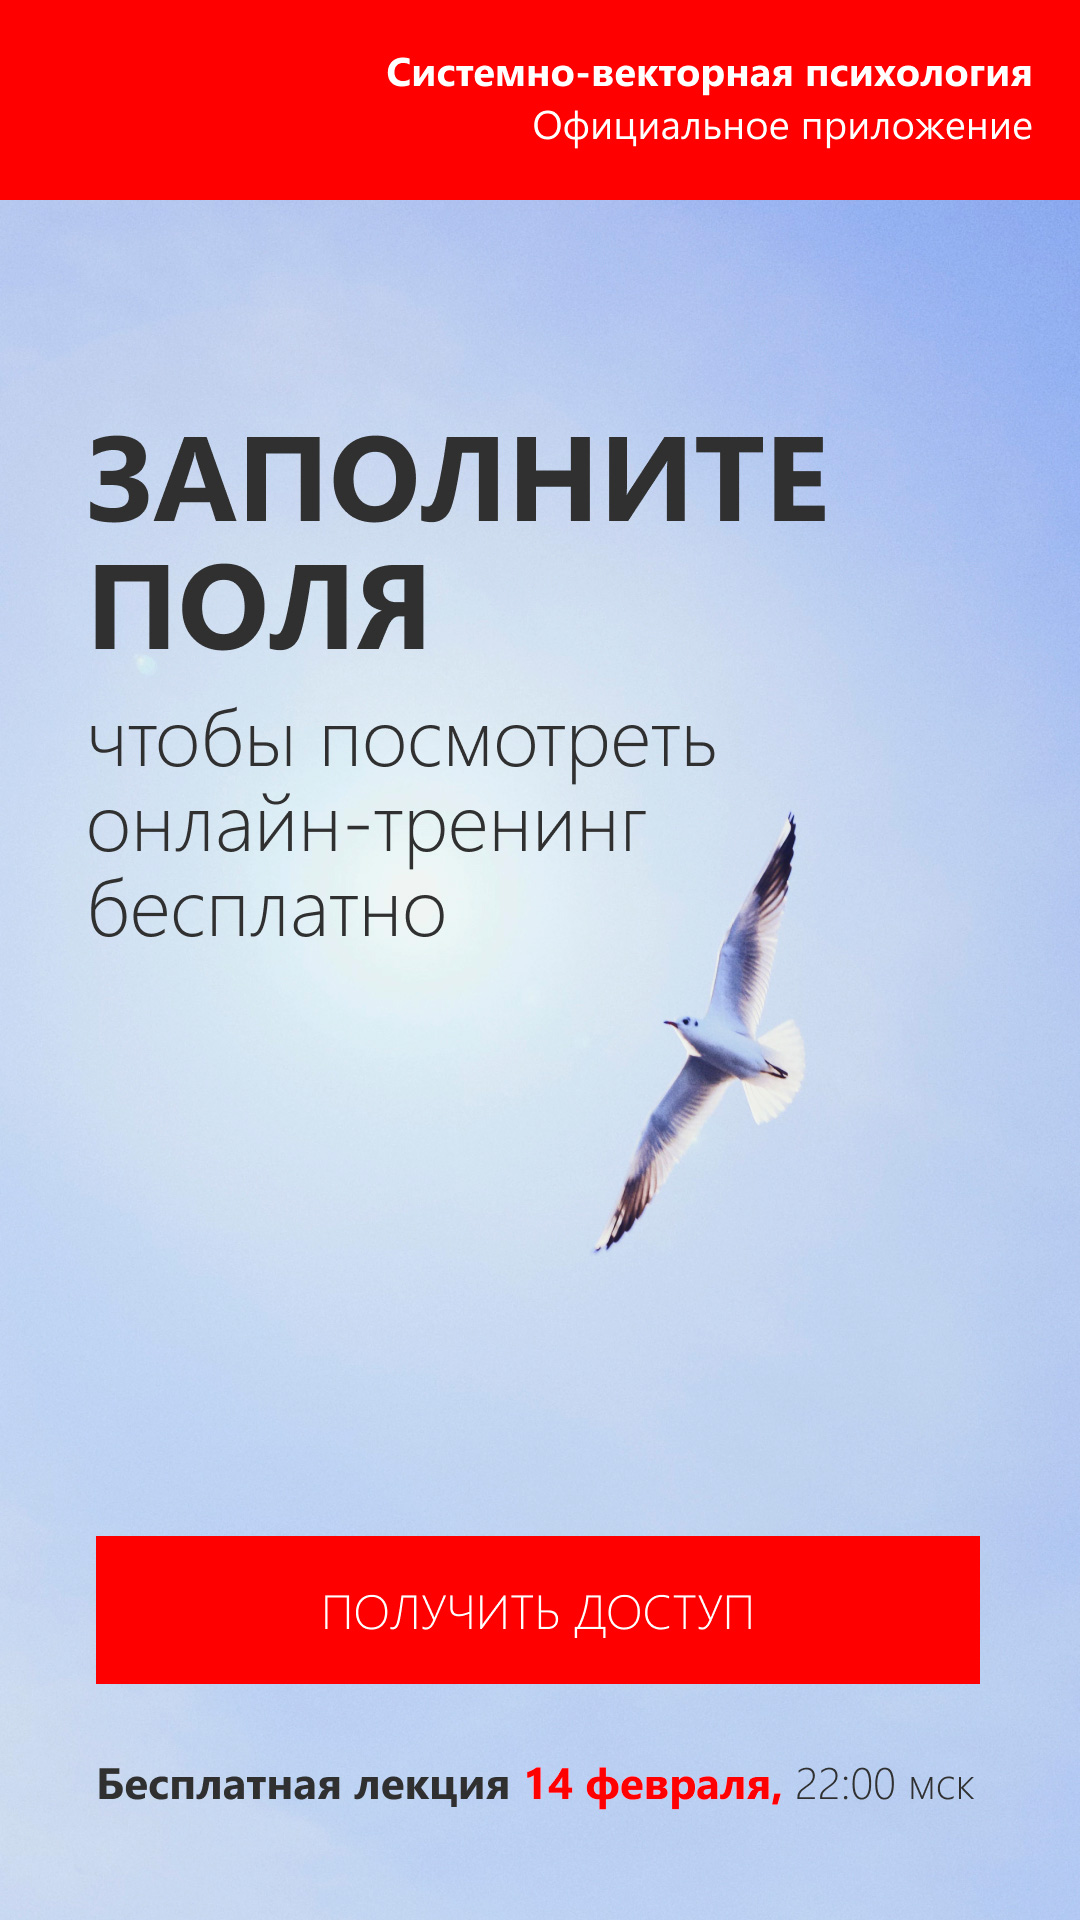 Системно-векторная психология
Официальное приложение
ЗАПОЛНИТЕ
ПОЛЯ
чтобы посмотреть
онлайн-тренинг
бесплатно
ПОЛУЧИТЬ ДОСТУП
Бесплатная лекция 14 февраля, 22:00 мск